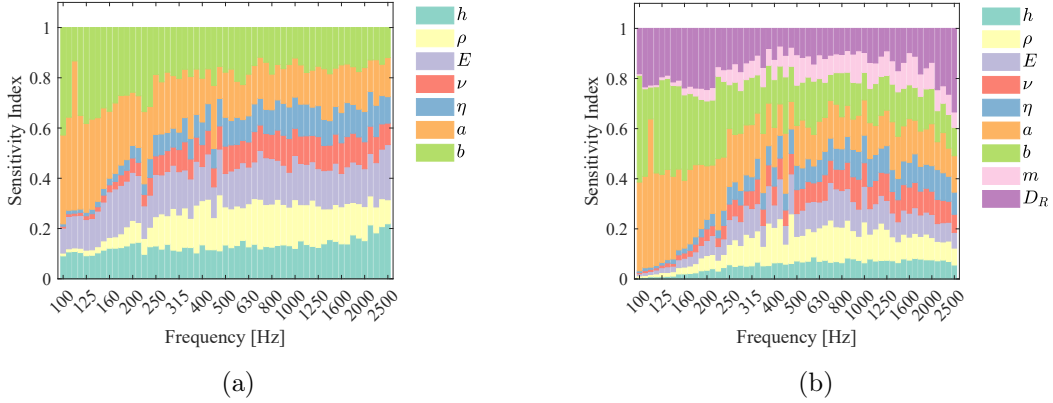 1
0.8
0.6
0.4
0.2
0
Sensitivity Index
100
125
160
200
250
315
400
500
630
800
1000
1250
1600
2000
2500
Frequency [Hz]
h
ρ
E
ν
η
a
b
(a)
1
0.8
0.6
0.4
0.2
0
Sensitivity Index
100
125
160
200
250
315
400
500
630
800
1000
1250
1600
2000
2500
Frequency [Hz]
h
ρ
E
ν
η
a
b
m
D_R
(b)